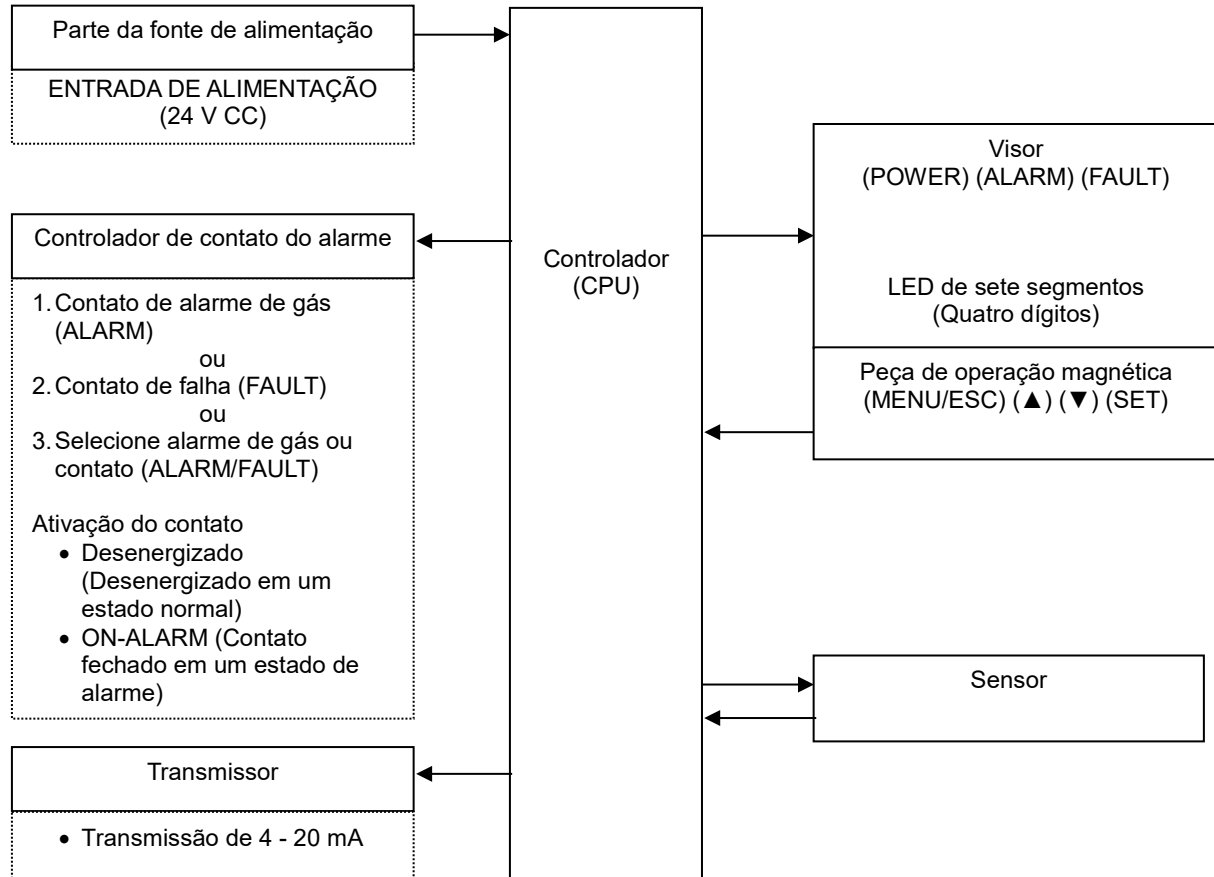 Parte da fonte de alimentação
ENTRADA DE ALIMENTAÇÃO
(24 V CC)
Controlador de contato do alarme
1. Contato de alarme de gás
(ALARM)
ou
2. Contato de falha (FAULT)
ou
3. Selecione alarme de gás ou
contato (ALARM/FAULT)
Ativação do contato
• Desenergizado
(Desenergizado em um
estado normal)
• ON-ALARM (Contato
fechado em um estado de
alarme)
Transmissor
• Transmissão de 4 - 20 mA
Controlador
(CPU)
Visor
(POWER) (ALARM) (FAULT)
LED de sete segmentos
(Quatro dígitos)
Peça de operação magnética
(MENU/ESC) (▲) (▼) (SET)
Sensor